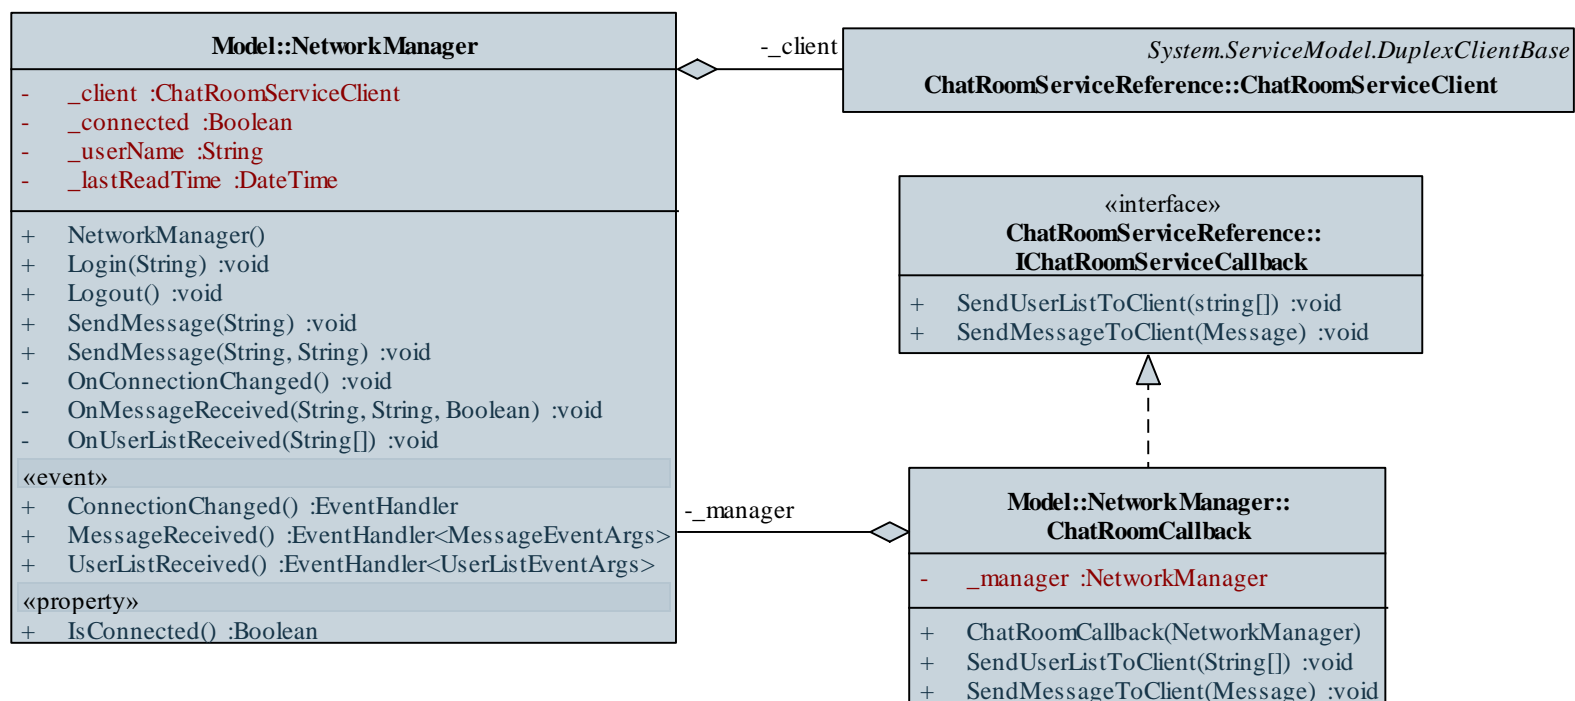 Model::NetworkManager
- _client :ChatRoomServiceClient
- _connected :Boolean
- _userName :String
- _lastReadTime :DateTime
+ NetworkManager()
+ Login(String) :void
+ Logout() :void
+ SendMessage(String) :void
+ SendMessage(String, String) :void
- OnConnectionChanged() :void
- OnMessageReceived(String, String, Boolean) :void
- OnUserListReceived(String[]) :void
«event»
+ ConnectionChanged() :EventHandler
+ MessageReceived() :EventHandler<MessageEventArgs>
+ UserListReceived() :EventHandler<UserListEventArgs>
«property»
+ IsConnected() :Boolean
-_client
System.ServiceModel.DuplexClientBase
ChatRoomServiceReference::ChatRoomServiceClient
«interface»
ChatRoomServiceReference::
IChatRoomServiceCallback
+ SendUserListToClient(string[]) :void
+ SendMessageToClient(Message) :void
-_manager
Model::NetworkManager::
ChatRoomCallback
- _manager :NetworkManager
+ ChatRoomCallback(NetworkManager)
+ SendUserListToClient(String[]) :void
+ SendMessageToClient(Message) :void